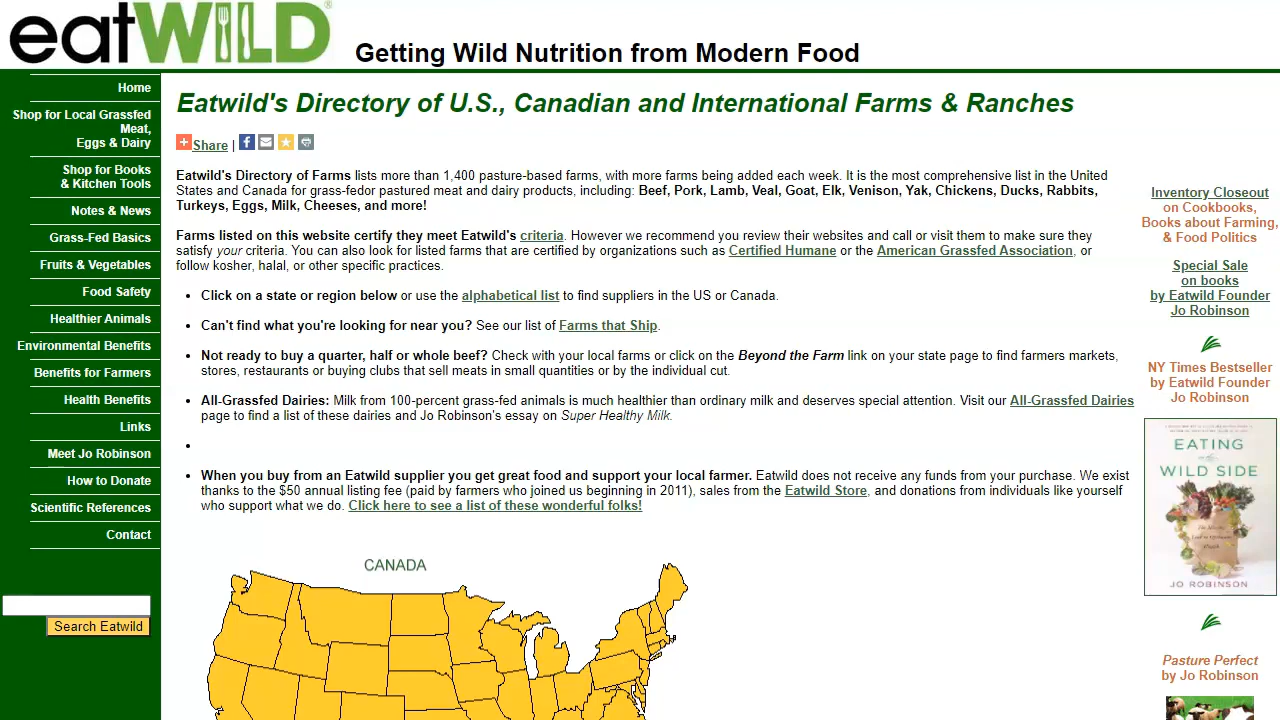 eatWILD®
Getting Wild Nutrition from Modern Food
Home
Shop for Local Grassfed
Meat,
Eggs & Dairy
Shop for Books
& Kitchen Tools
Notes & News
Grass-Fed Basics
Fruits & Vegetables
Food Safety
Healthier Animals
Environmental Benefits
Benefits for Farmers
Health Benefits
Links
Meet Jo Robinson
How to Donate
Scientific References
Contact
Search Eatwild
Eatwild's Directory of U.S., Canadian and International Farms & Ranches
Share |
Eatwild's Directory of Farms lists more than 1,400 pasture-based farms, with more farms being added each week. It is the most comprehensive list in the United
States and Canada for grass-fedor pastured meat and dairy products, including: Beef, Pork, Lamb, Veal, Goat, Elk, Venison, Yak, Chickens, Ducks, Rabbits,
Turkeys, Eggs, Milk, Cheeses, and more!
Farms listed on this website certify they meet Eatwild's criteria. However we recommend you review their websites and call or visit them to make sure they
satisfy your criteria. You can also look for listed farms that are certified by organizations such as Certified Humane or the American Grassfed Association, or
follow kosher, halal, or other specific practices.
• Click on a state or region below or use the alphabetical list to find suppliers in the US or Canada.
• Can't find what you're looking for near you? See our list of Farms that Ship.
• Not ready to buy a quarter, half or whole beef? Check with your local farms or click on the Beyond the Farm link on your state page to find farmers markets,
stores, restaurants or buying clubs that sell meats in small quantities or by the individual cut.
• All-Grassfed Dairies: Milk from 100-percent grass-fed animals is much healthier than ordinary milk and deserves special attention. Visit our All-Grassfed Dairies
page to find a list of these dairies and Jo Robinson's essay on Super Healthy Milk.
•
• When you buy from an Eatwild supplier you get great food and support your local farmer. Eatwild does not receive any funds from your purchase. We exist
thanks to the $50 annual listing fee (paid by farmers who joined us beginning in 2011), sales from the Eatwild Store, and donations from individuals like yourself
who support what we do. Click here to see a list of these wonderful folks!
CANADA
Inventory Closeout
on Cookbooks,
Books about Farming,
& Food Politics
Special Sale
on books
by Eatwild Founder
Jo Robinson
NY Times Bestseller
by Eatwild Founder
Jo Robinson
EATING
on the
WILD SIDE
JO ROBINSON
Pasture Perfect
by Jo Robinson